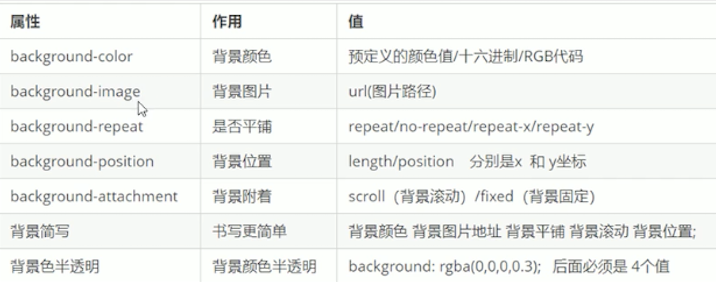 属性 作用 值
background-color 背景颜色 预定义的颜色值/十六进制/RGB代码
background-image 背景图片 url(图片路径)
background-repeat 是否平铺 repeat/no-repeat/repeat-x/repeat-y
background-position 背景位置 length/position 分别是x 和 y坐标
background-attachment 背景附着 scroll（背景滚动）/fixed（背景固定）
背景简写 书写更简单 背景颜色 背景图片地址 背景平铺 背景滚动 背景位置;
背景色半透明 背景颜色半透明 background: rgba(0,0,0,0.3); 后面必须是 4个值